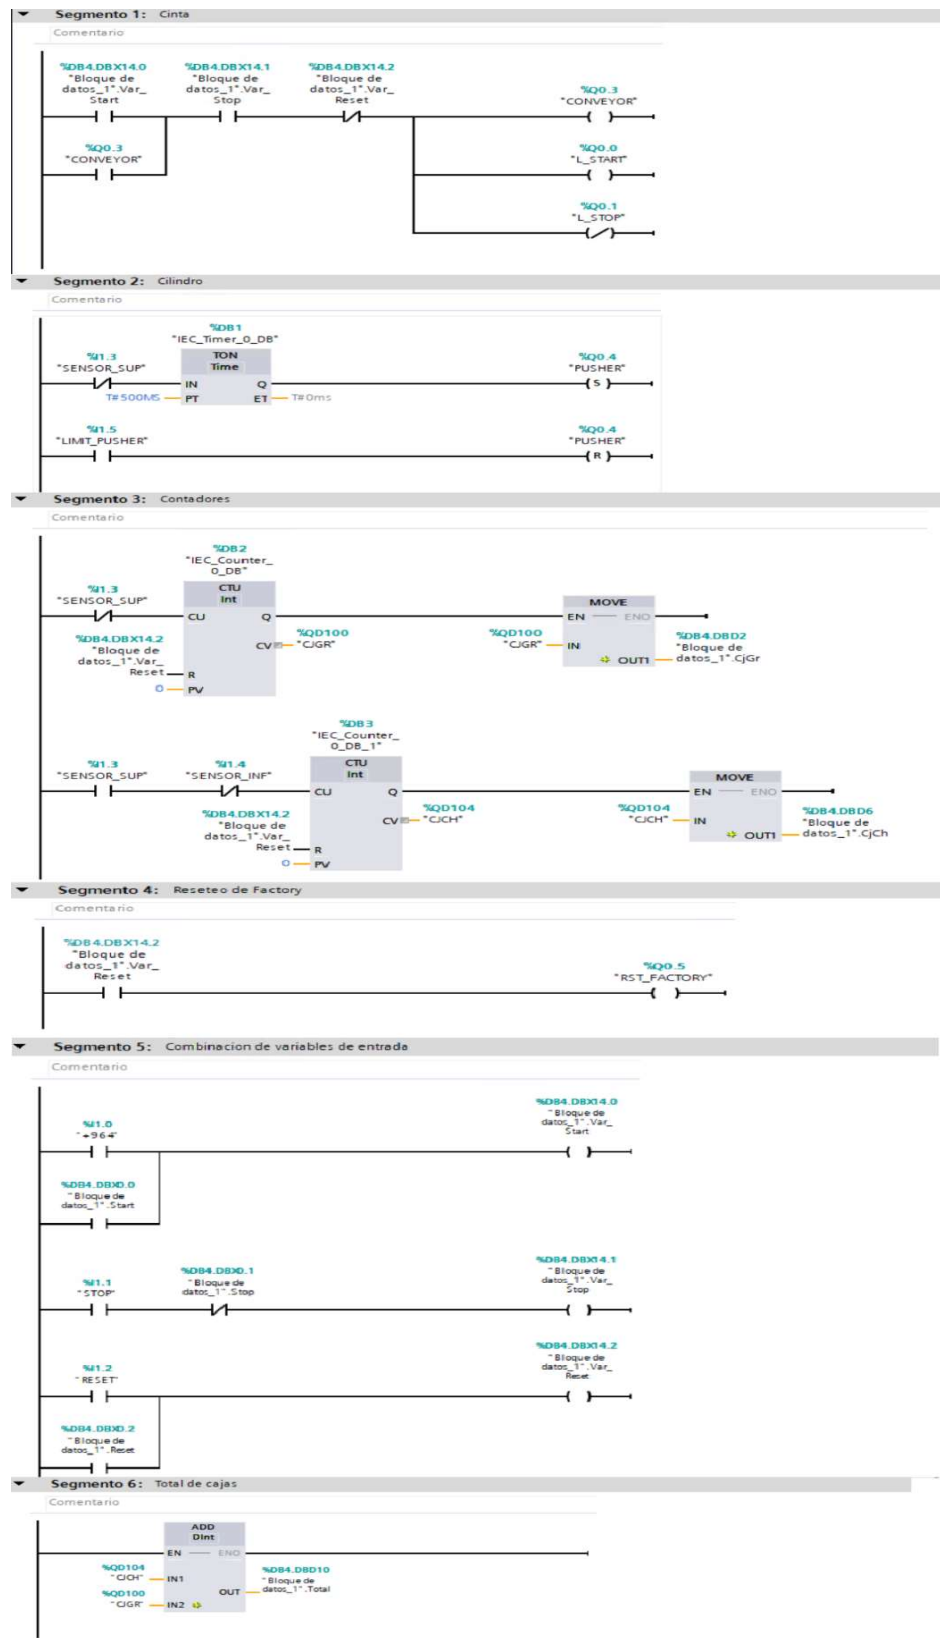 Segmento 1: Cinta
Comentario
%DB4.DBX14.0
"Bloque de
datos_1".Var_
Start
%DB4.DBX14.1
"Bloque de
datos_1".Var_
Stop
%DB4.DBX14.2
"Bloque de
datos_1".Var_
Reset
%Q0.3
"CONVEYOR"
%Q0.3
"CONVEYOR"
%Q0.0
"L_START"
%Q0.1
"L_STOP"
Segmento 2: Cilindro
Comentario
%DB1
"IEC_Timer_0_DB"
TON
Time
%I1.3
"SENSOR_SUP"
IN Q
T#500MS PT ET T#0ms
%Q0.4
"PUSHER"
S
%I1.5
"LIMIT_PUSHER"
%Q0.4
"PUSHER"
R
Segmento 3: Contadores
Comentario
%DB2
"IEC_Counter_
0_DB"
CTU
Int
%I1.3
"SENSOR_SUP"
CU Q
%DB4.DBX14.2
"Bloque de
datos_1".Var_
Reset R
0 PV
CV
%QD100
"CJGR"
MOVE
EN ENO
%QD100
"CJGR" IN
OUT1
%DB4.DBD2
"Bloque de
datos_1".CjGr
%DB3
"IEC_Counter_
0_DB_1"
CTU
Int
%I1.3
"SENSOR_SUP"
%I1.4
"SENSOR_INF"
CU Q
%DB4.DBX14.2
"Bloque de
datos_1".Var_
Reset R
0 PV
CV
%QD104
"CJCH"
MOVE
EN ENO
%QD104
"CJCH" IN
OUT1
%DB4.DBD6
"Bloque de
datos_1".CjCh
Segmento 4: Reseteo de Factory
Comentario
%DB4.DBX14.2
"Bloque de
datos_1".Var_
Reset
%Q0.5
"RST_FACTORY"
Segmento 5: Combinacion de variables de entrada
Comentario
%I1.0
"+964"
%DB4.DBX14.0
"Bloque de
datos_1".Var_
Start
%DB4.DBX0.0
"Bloque de
datos_1".Start
%I1.1
"STOP"
%DB4.DBX0.1
"Bloque de
datos_1".Stop
%DB4.DBX14.1
"Bloque de
datos_1".Var_
Stop
%I1.2
"RESET"
%DB4.DBX14.2
"Bloque de
datos_1".Var_
Reset
%DB4.DBX0.2
"Bloque de
datos_1".Reset
Segmento 6: Total de cajas
Comentario
ADD
DInt
EN ENO
%QD104
"CJCH" IN1
%QD100
"CJGR" IN2
OUT
%DB4.DBD10
"Bloque de
datos_1".Total